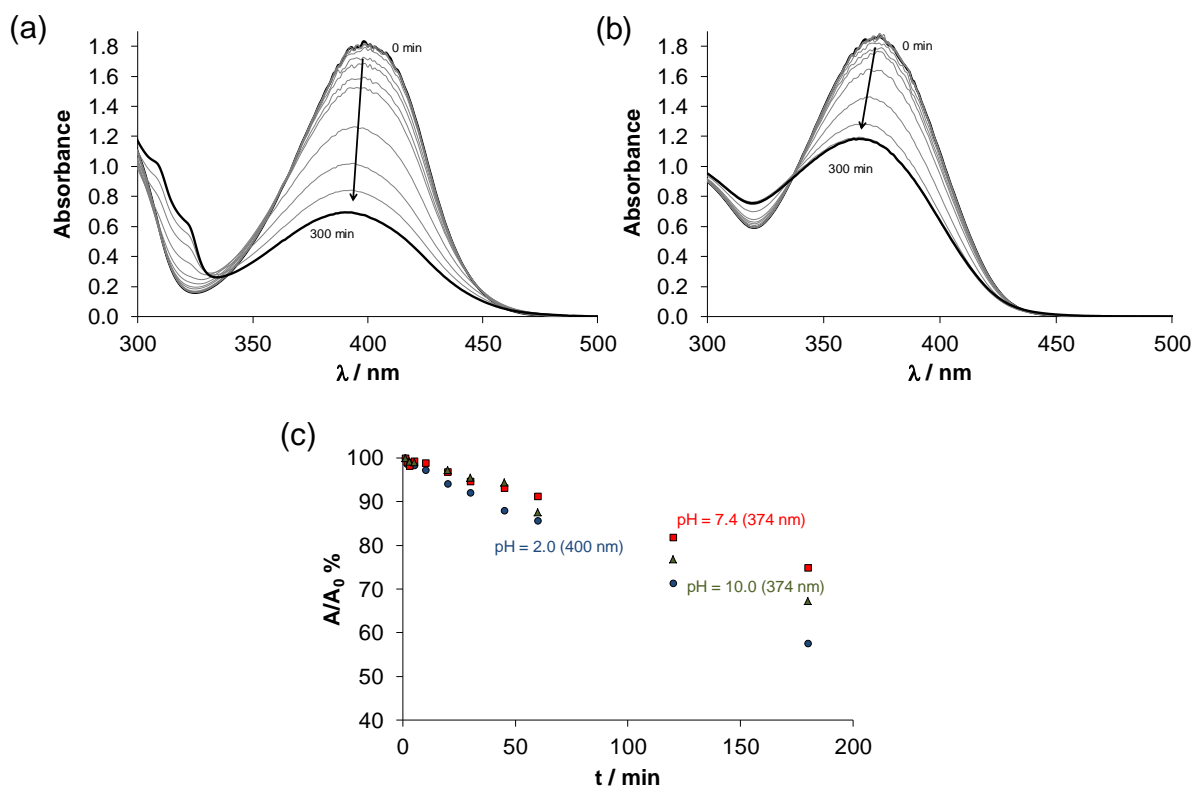 (a)
Absorbance
1.8
1.6
1.4
1.2
1.0
0.8
0.6
0.4
0.2
0.0
0 min
300 min
300
350
400
450
500
λ / nm
(b)
Absorbance
1.8
1.6
1.4
1.2
1.0
0.8
0.6
0.4
0.2
0.0
0 min
300 min
300
350
400
450
500
λ / nm
(c)
A/A₀ %
100
90
80
70
60
50
40
pH = 7.4 (374 nm)
pH = 2.0 (400 nm)
pH = 10.0 (374 nm)
0
50
100
150
200
t / min